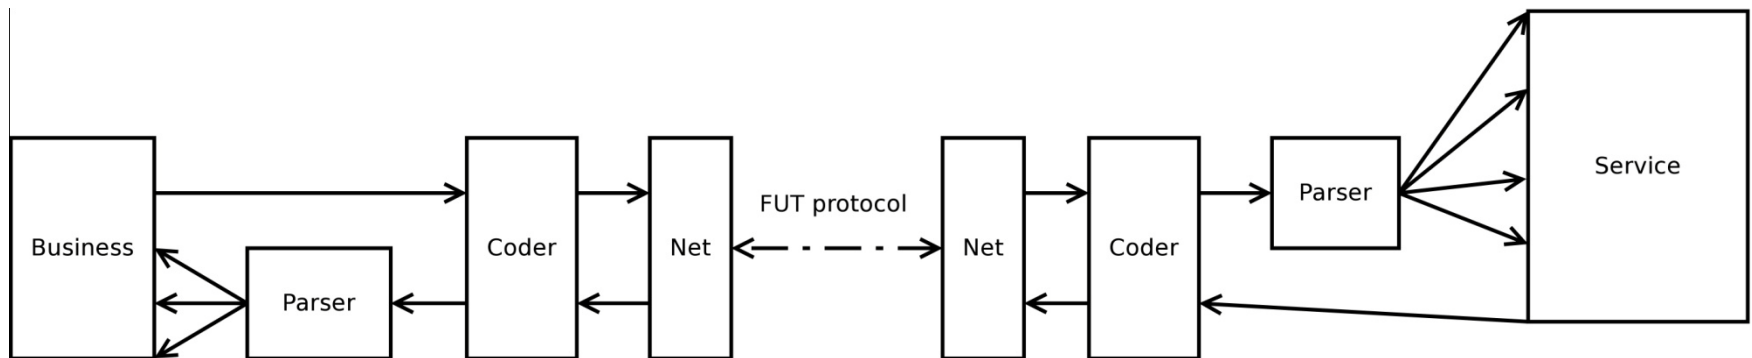 Business
Parser
Coder
Net
FUT protocol
Net
Coder
Parser
Service